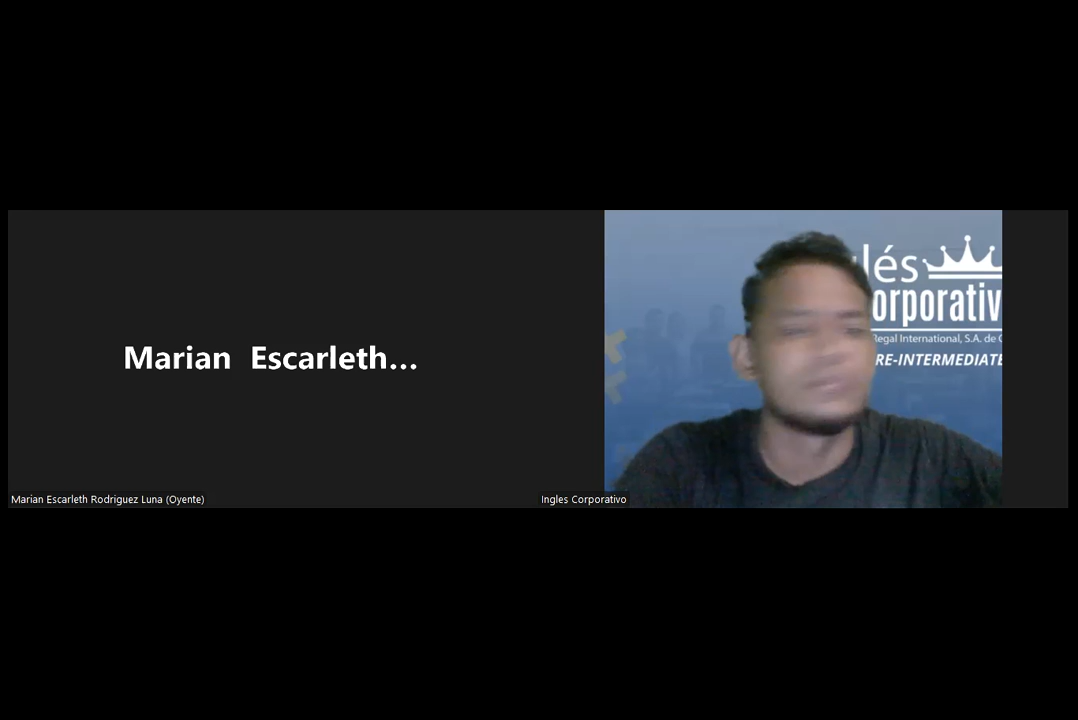 Marian Escarleth...
Marian Escarleth Rodriguez Luna (Oyente)
lés
orporativ
Regal International, S.A. de C
RE-INTERMEDIATE
Ingles Corporativo